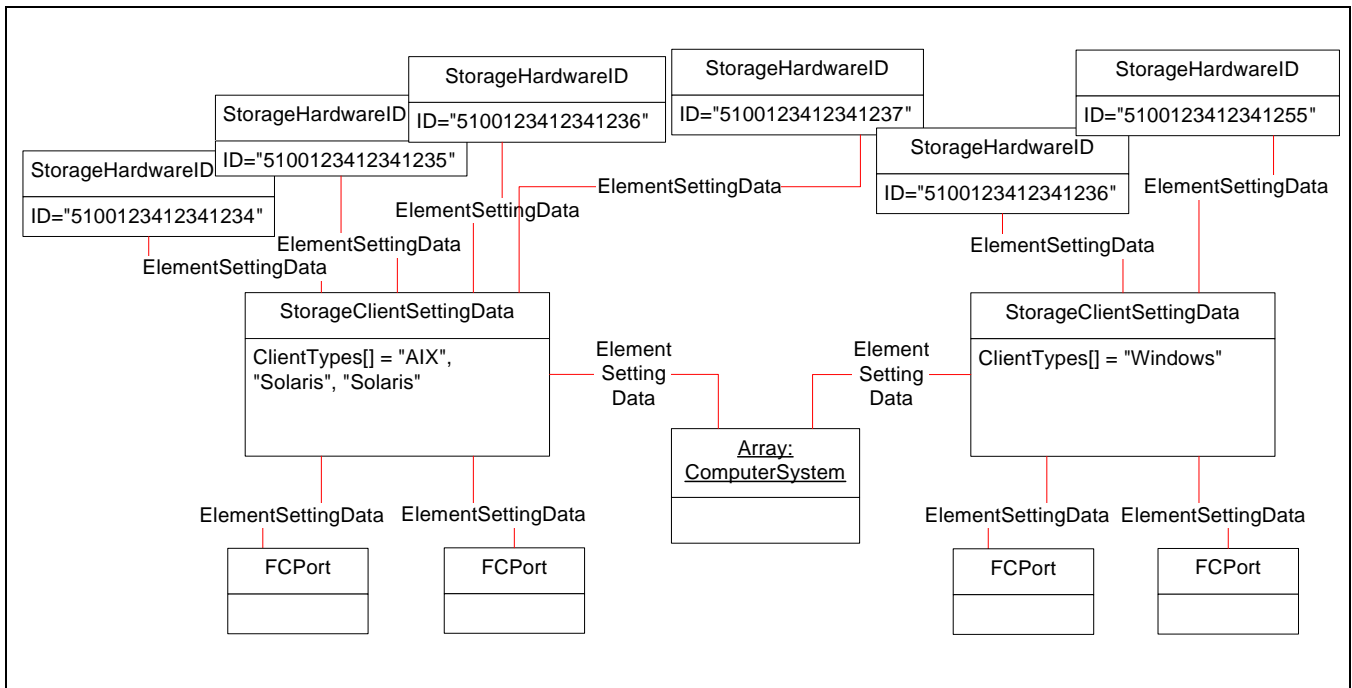 StorageHardwareID
ID="5100123412341234"
StorageHardwareID
ID="5100123412341235"
StorageHardwareID
ID="5100123412341236"
StorageHardwareID
ID="5100123412341237"
StorageHardwareID
ID="5100123412341236"
StorageHardwareID
ID="5100123412341255"
ElementSettingData
ElementSettingData
ElementSettingData
ElementSettingData
ElementSettingData
ElementSettingData
StorageClientSettingData
ClientTypes[] = "AIX",
"Solaris", "Solaris"
Element
Setting
Data
Element
Setting
Data
StorageClientSettingData
ClientTypes[] = "Windows"
Array:
ComputerSystem
ElementSettingData
ElementSettingData
ElementSettingData
ElementSettingData
FCPort
FCPort
FCPort
FCPort